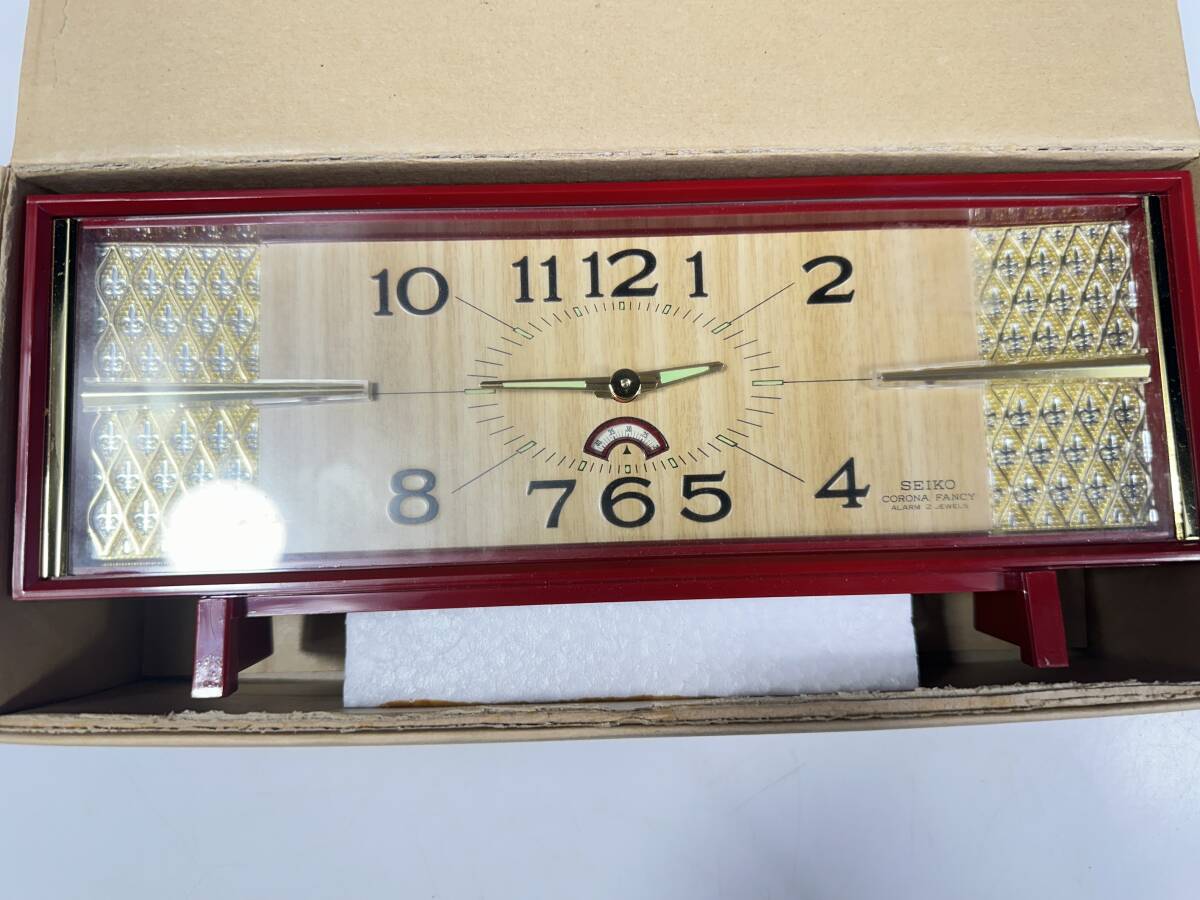 10 11 12 1 2
8 7 6 5 4
SEIKO
CORONA FANCY
ALARM 2 JEWELS